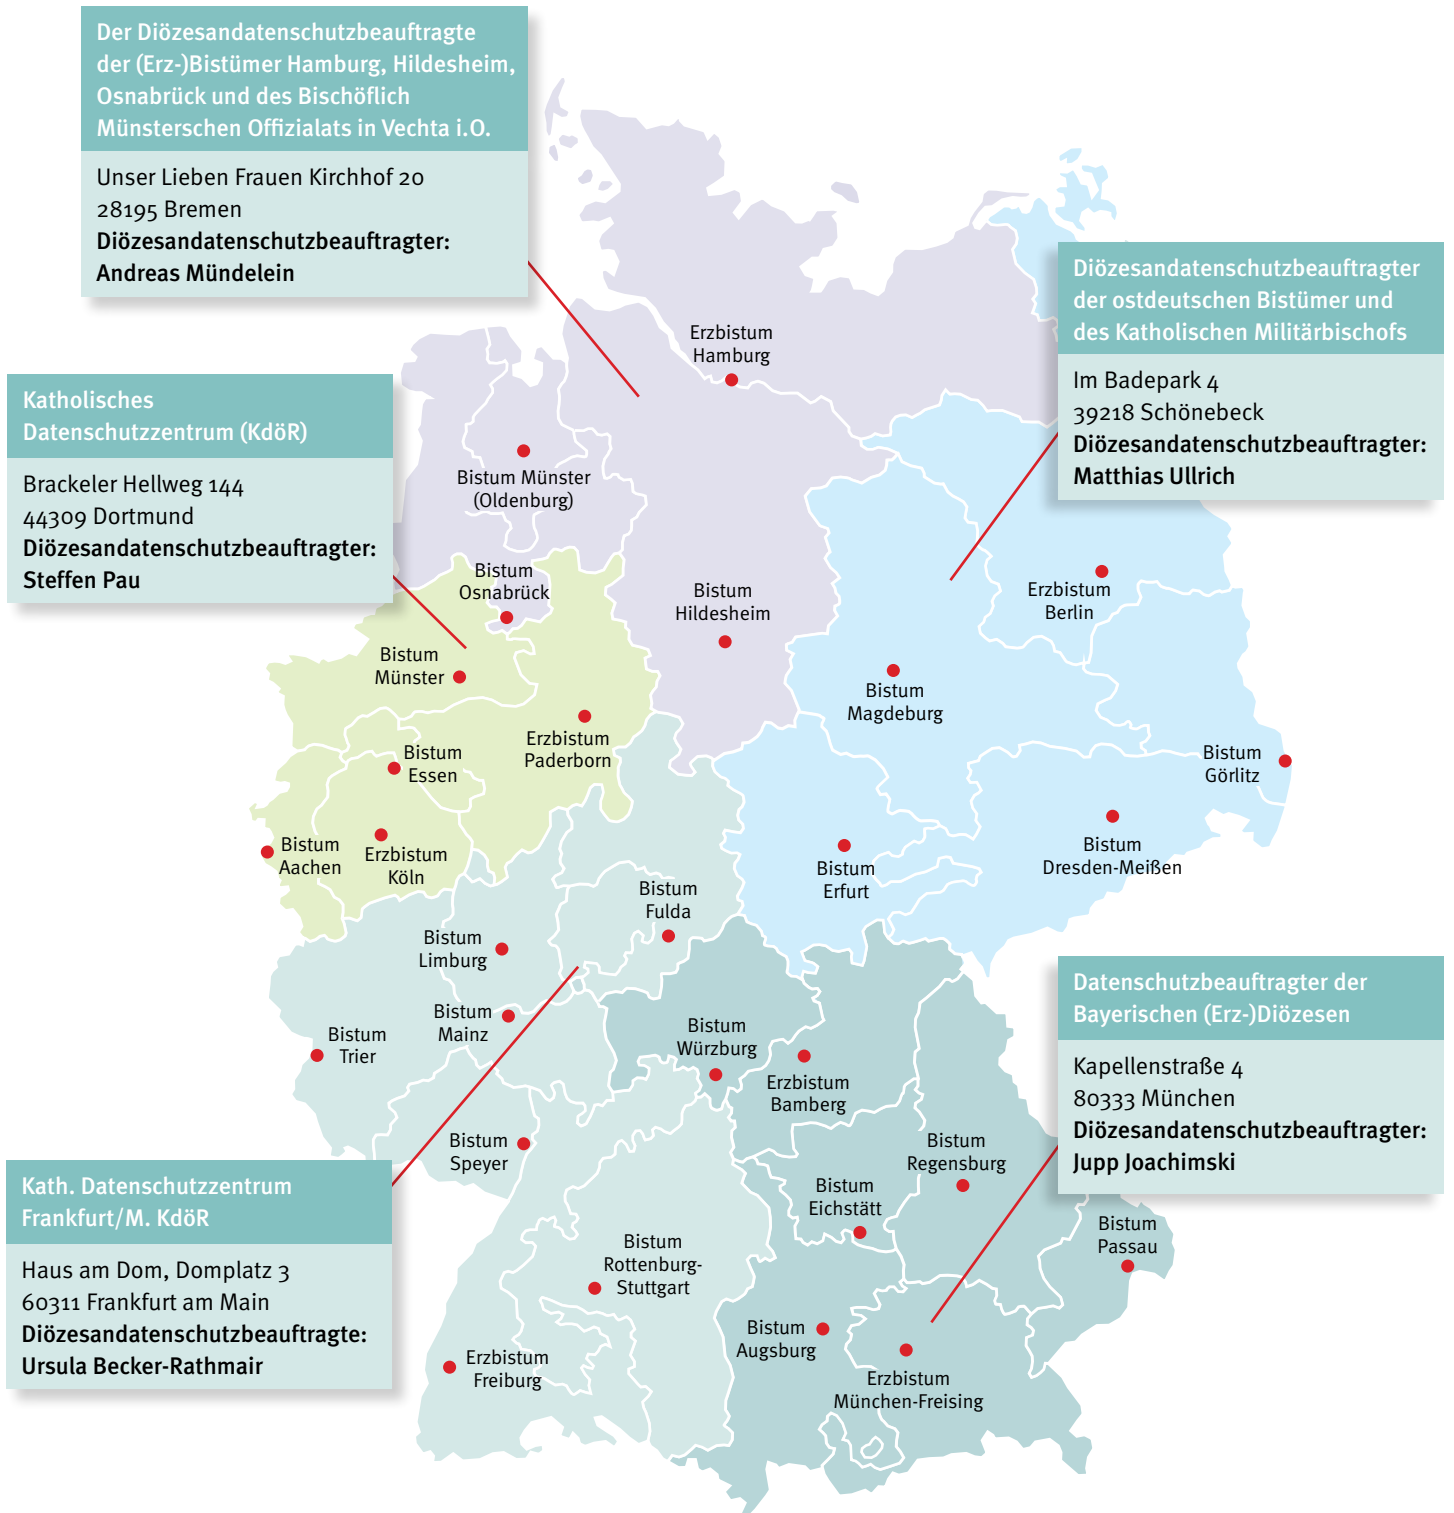 Der Diözesandatenschutzbeauftragte
der (Erz-)Bistümer Hamburg, Hildesheim,
Osnabrück und des Bischöflich
Münsterschen Offizialats in Vechta i.O.
Unser Lieben Frauen Kirchhof 20
28195 Bremen
Diözesandatenschutzbeauftragter:
Andreas Mündelein
Diözesandatenschutzbeauftragter
der ostdeutschen Bistümer und
des Katholischen Militärbischofs
Im Badepark 4
39218 Schönebeck
Diözesandatenschutzbeauftragter:
Matthias Ullrich
Katholisches
Datenschutzzentrum (KdöR)
Brackeler Hellweg 144
44309 Dortmund
Diözesandatenschutzbeauftragter:
Steffen Pau
Erzbistum
Hamburg
Bistum Münster
(Oldenburg)
Bistum
Osnabrück
Bistum
Hildesheim
Erzbistum
Berlin
Bistum
Münster
Bistum
Magdeburg
Erzbistum
Paderborn
Bistum
Essen
Bistum
Görlitz
Bistum
Aachen
Erzbistum
Köln
Bistum
Erfurt
Bistum
Dresden-Meißen
Bistum
Fulda
Bistum
Limburg
Bistum
Mainz
Bistum
Trier
Bistum
Würzburg
Erzbistum
Bamberg
Bistum
Speyer
Bistum
Regensburg
Bistum
Eichstätt
Bistum
Passau
Bistum
Rottenburg-
Stuttgart
Bistum
Augsburg
Erzbistum
Freiburg
Erzbistum
München-Freising
Datenschutzbeauftragter der
Bayerischen (Erz-)Diözesen
Kapellenstraße 4
80333 München
Diözesandatenschutzbeauftragter:
Jupp Joachimski
Kath. Datenschutzzentrum
Frankfurt/M. KdöR
Haus am Dom, Domplatz 3
60311 Frankfurt am Main
Diözesandatenschutzbeauftragte:
Ursula Becker-Rathmair